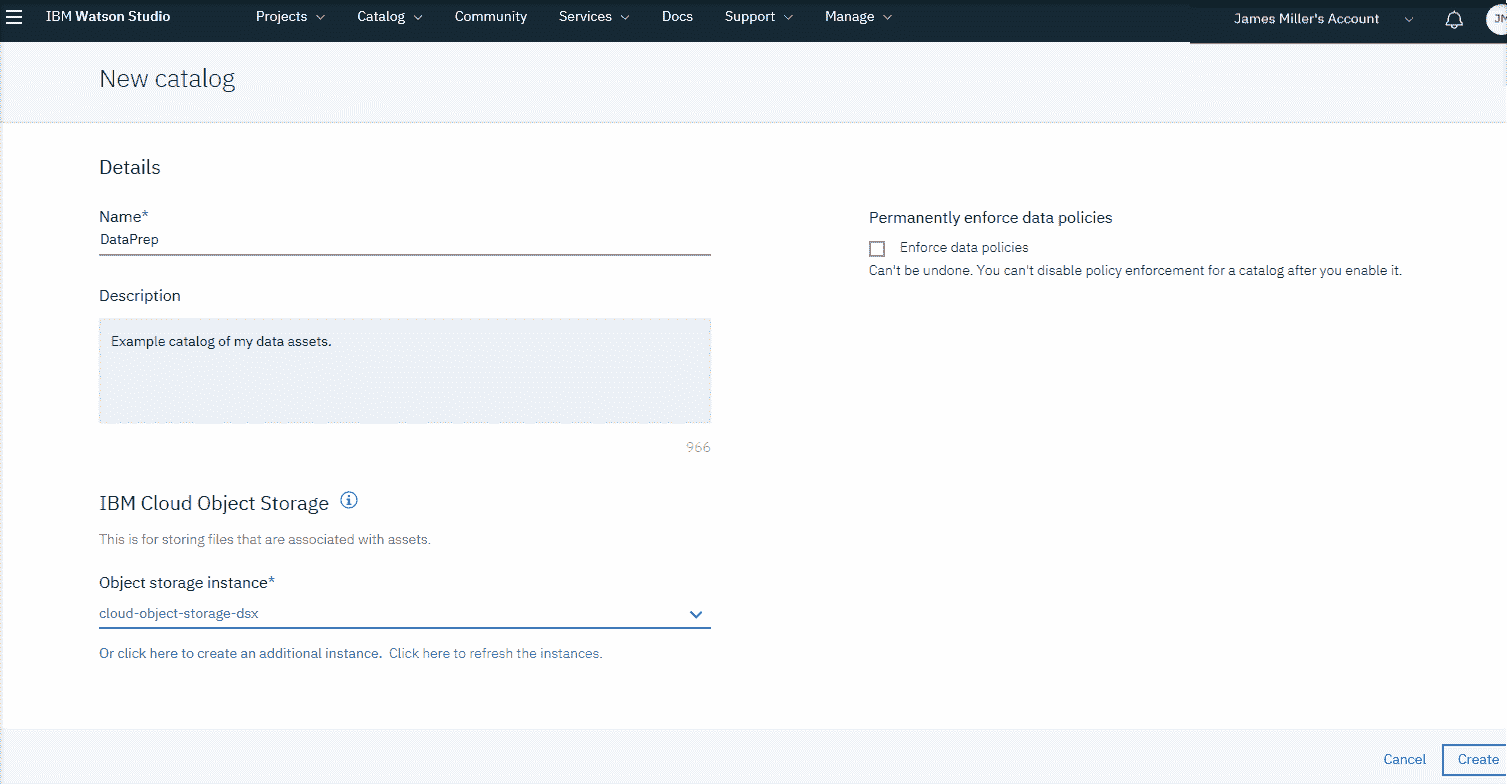 IBM Watson Studio Projects Catalog Community Services Docs Support Manage James Miller's Account JM
New catalog
Details
Name*
DataPrep
Permanently enforce data policies
Enforce data policies
Can't be undone. You can't disable policy enforcement for a catalog after you enable it.
Description
Example catalog of my data assets.
966
IBM Cloud Object Storage
This is for storing files that are associated with assets.
Object storage instance*
cloud-object-storage-dsx
Or click here to create an additional instance. Click here to refresh the instances.
Cancel Create